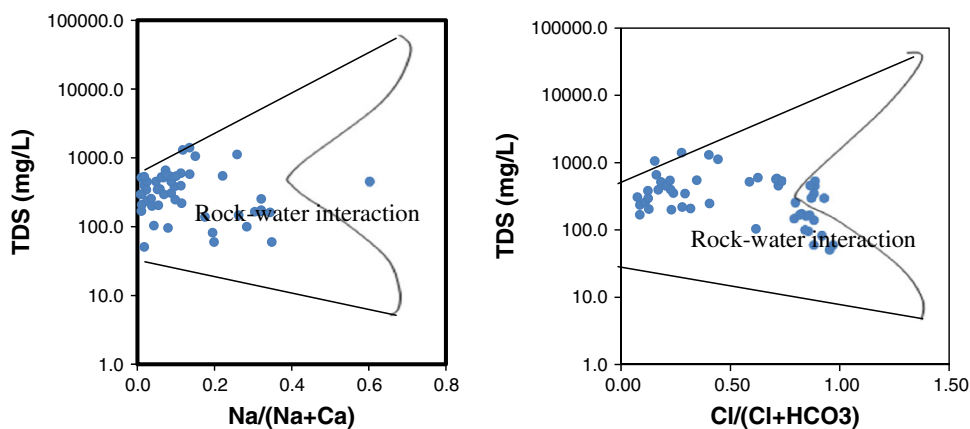 100000.0
10000.0
1000.0
100.0
10.0
1.0
TDS (mg/L)
Rock-water interaction
0.0 0.2 0.4 0.6 0.8
Na/(Na+Ca)
100000.0
10000.0
1000.0
100.0
10.0
1.0
TDS (mg/L)
Rock-water interaction
0.00 0.50 1.00 1.50
Cl/(Cl+HCO3)